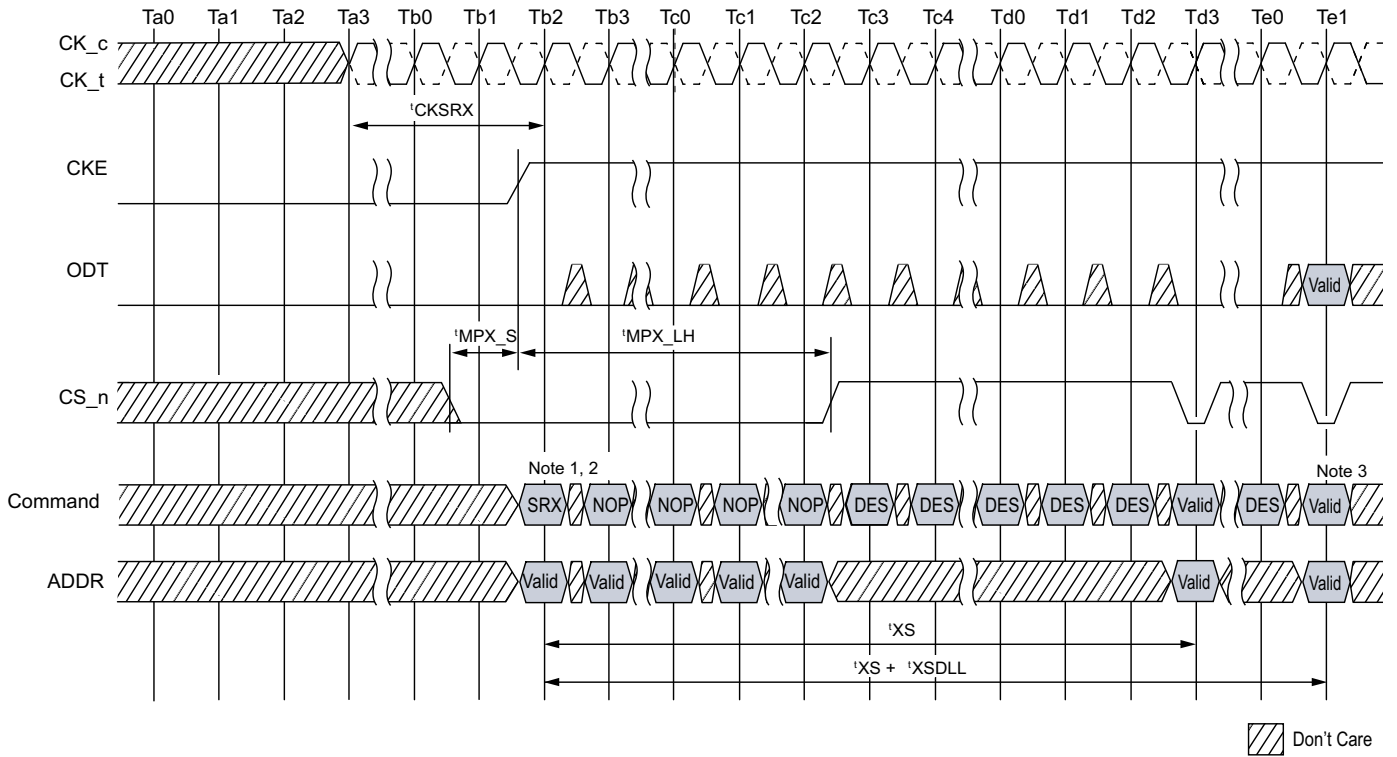 Ta0 Ta1 Ta2 Ta3 Tb0 Tb1 Tb2 Tb3 Tc0 Tc1 Tc2 Tc3 Tc4 Td0 Td1 Td2 Td3 Te0 Te1
CK_c
CK_t
tCKSRX
CKE
ODT
Valid
tMPX_S tMPX_LH
CS_n
Note 1, 2 Note 3
Command SRX NOP NOP NOP NOP DES DES DES DES DES Valid DES Valid
ADDR Valid Valid Valid Valid Valid Valid Valid
tXS
tXS + tXSDLL
Don't Care